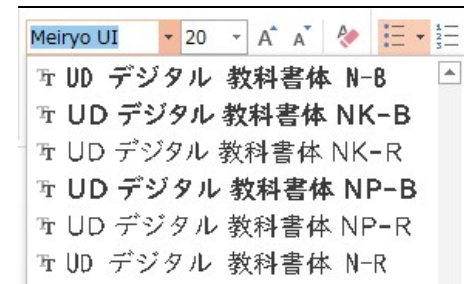 Meiryo UI 20
UD デジタル 教科書体 N-B
UD デジタル 教科書体 NK-B
UD デジタル 教科書体 NK-R
UD デジタル 教科書体 NP-B
UD デジタル 教科書体 NP-R
UD デジタル 教科書体 N-R